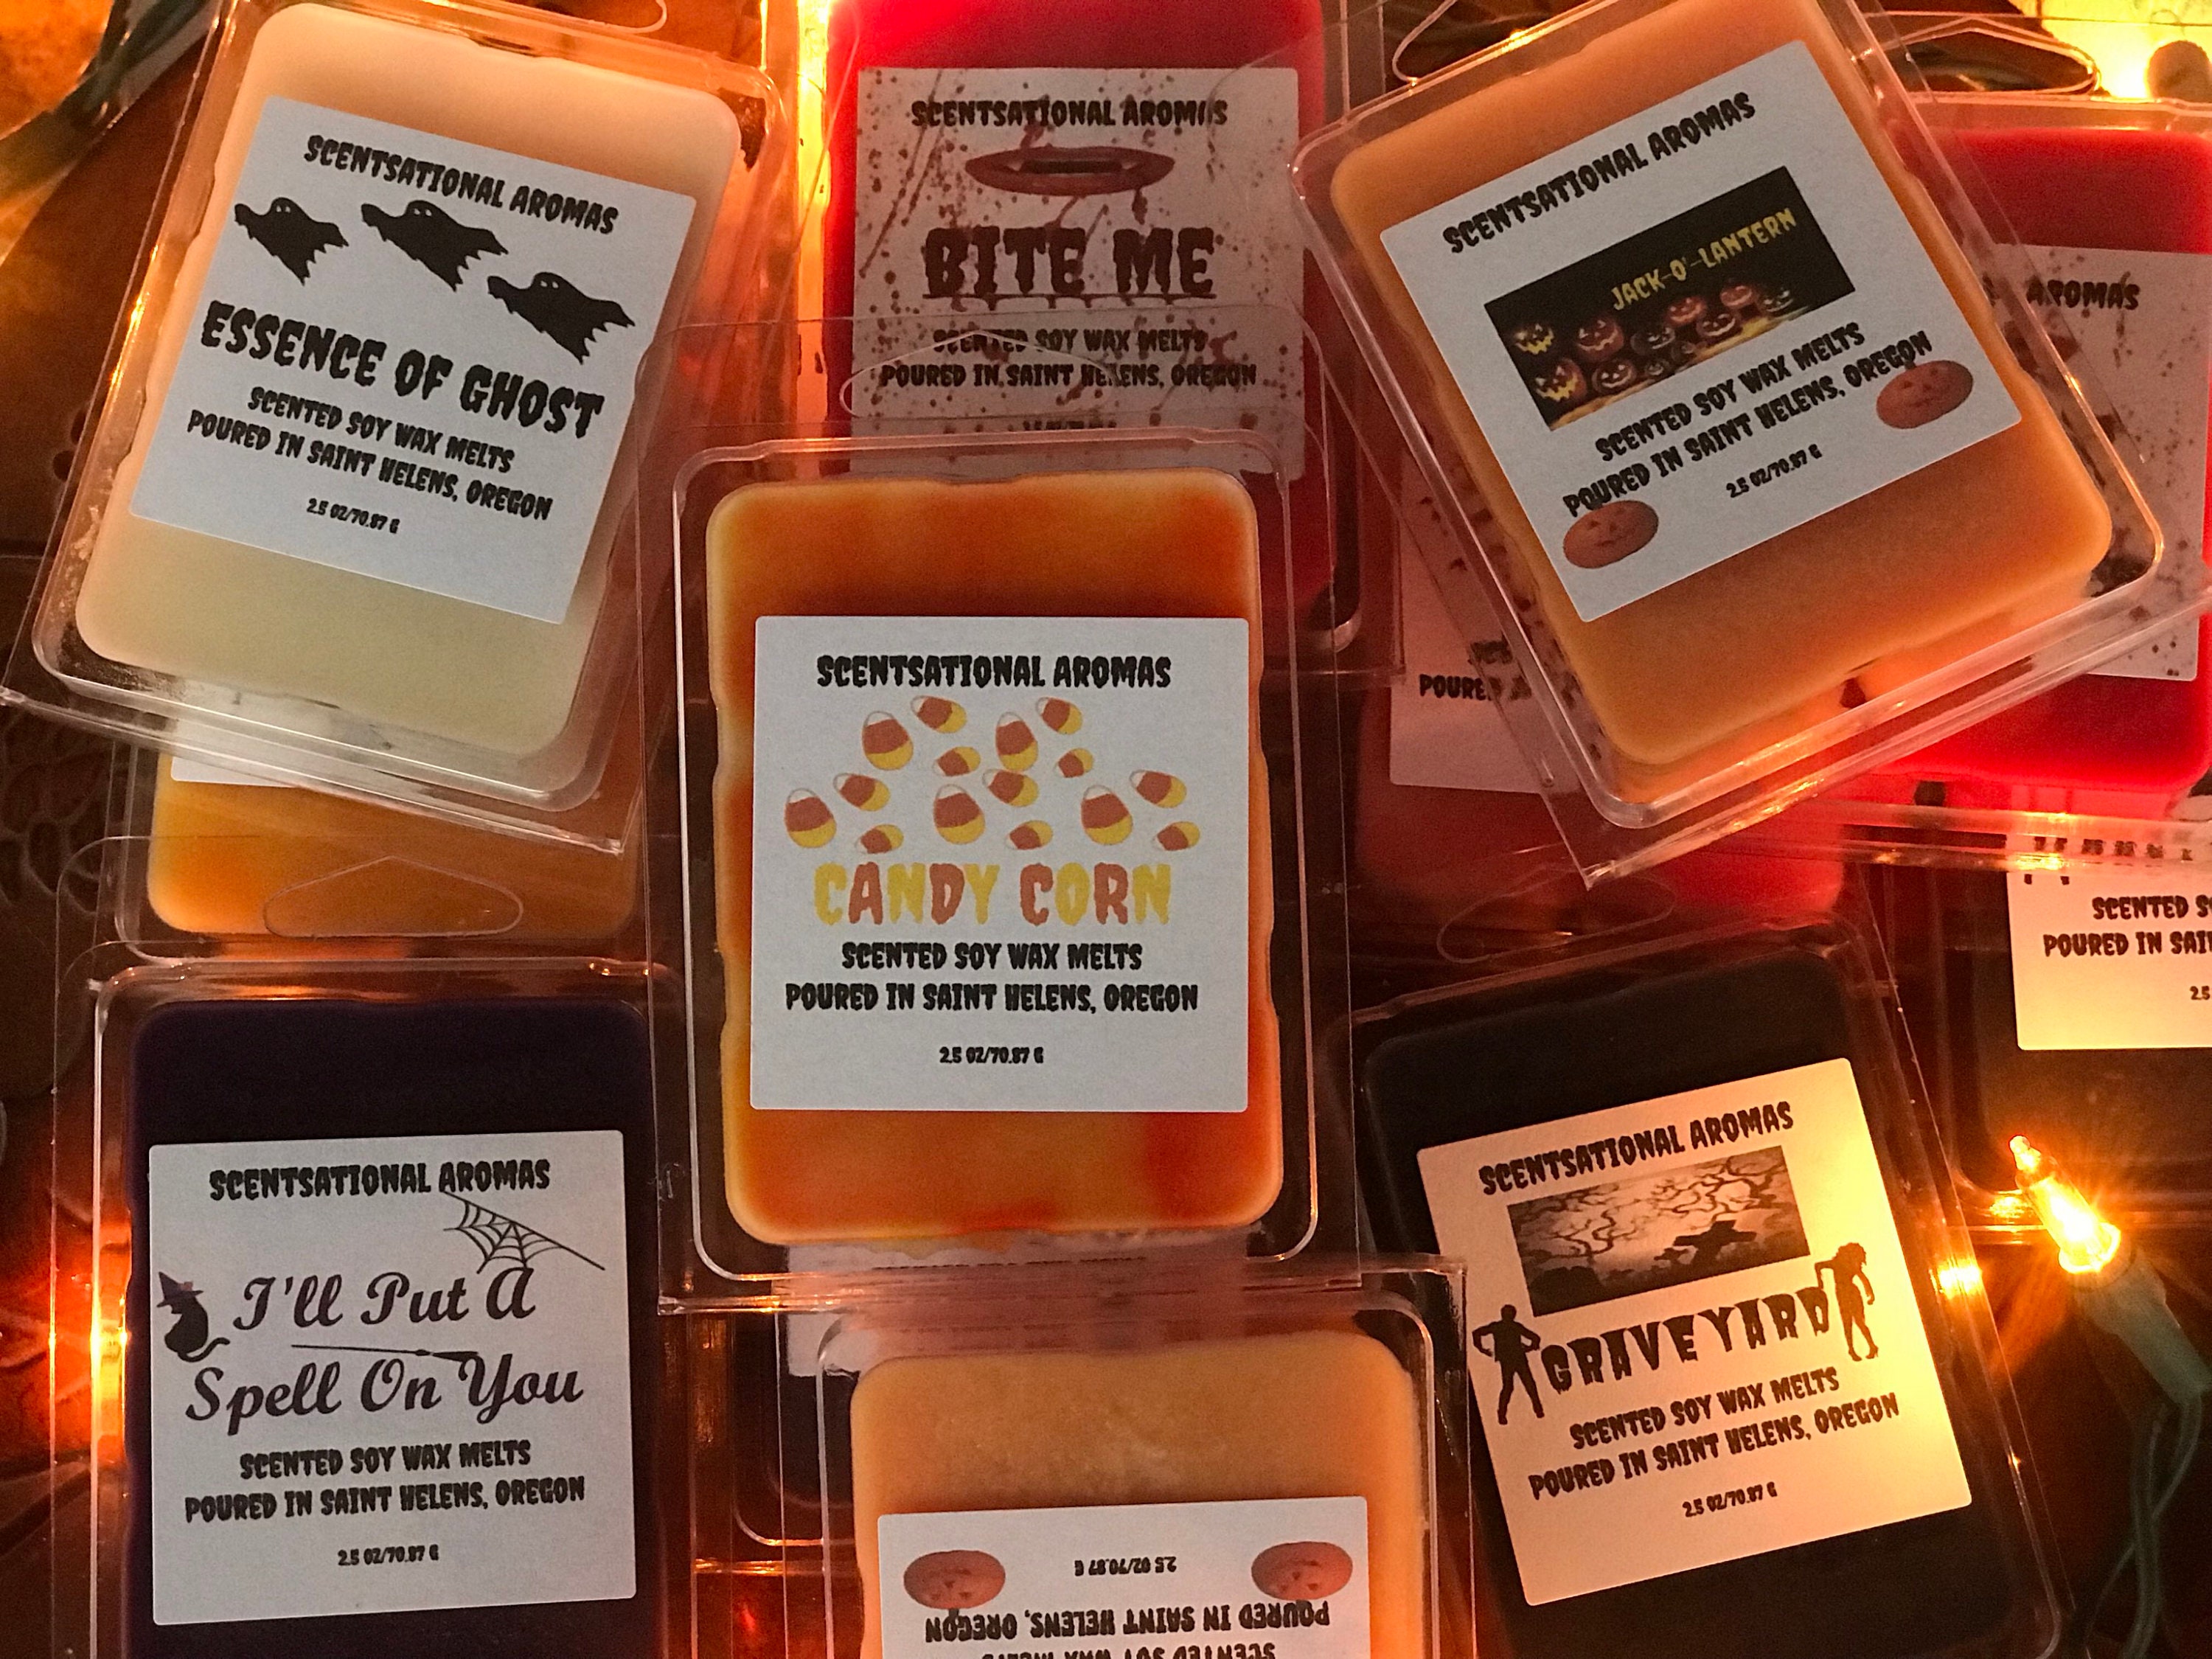 SCENTSATIONAL AROMAS
ESSENCE OF GHOST
SCENTED SOY WAX MELTS
POURED IN SAINT HELENS, OREGON
2.5 OZ/70.87 G
SCENTSATIONAL AROMAS
BITE ME
SCENTED SOY WAX MELTS
POURED IN SAINT HELENS, OREGON
SCENTSATIONAL AROMAS
JACK-O'-LANTERN
SCENTED SOY WAX MELTS
POURED IN SAINT HELENS, OREGON
2.5 OZ/70.87 G
AROMAS
SCENTSATIONAL AROMAS
CANDY CORN
SCENTED SOY WAX MELTS
POURED IN SAINT HELENS, OREGON
2.5 OZ/70.87 G
SCENTED
POURED IN
2.5
SCENTSATIONAL AROMAS
I'll Put A
Spell On You
SCENTED SOY WAX MELTS
POURED IN SAINT HELENS, OREGON
2.5 OZ/70.87 G
SCENTSATIONAL AROMAS
GRAVEYARD
SCENTED SOY WAX MELTS
POURED IN SAINT HELENS, OREGON
2.5 OZ/70.87 G
SCENTED SOY WAX MELTS
POURED IN SAINT HELENS, OREGON
2.5 OZ/70.87 G